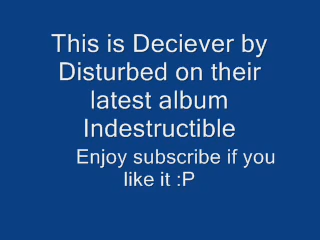 This is Deciever by
Disturbed on their
latest album
Indestructible
Enjoy subscribe if you
like it :P